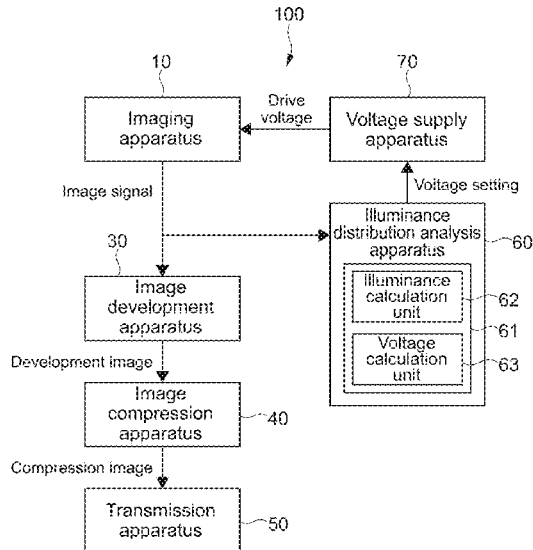 100
10
70
Imaging
apparatus
Drive
voltage
Voltage supply
apparatus
Image signal
Voltage setting
Illuminance
distribution analysis
apparatus
60
30
Image
development
apparatus
Illuminance
calculation
unit
62
61
Voltage
calculation
unit
63
Development image
Image
compression
apparatus
40
Compression image
Transmission
apparatus
50